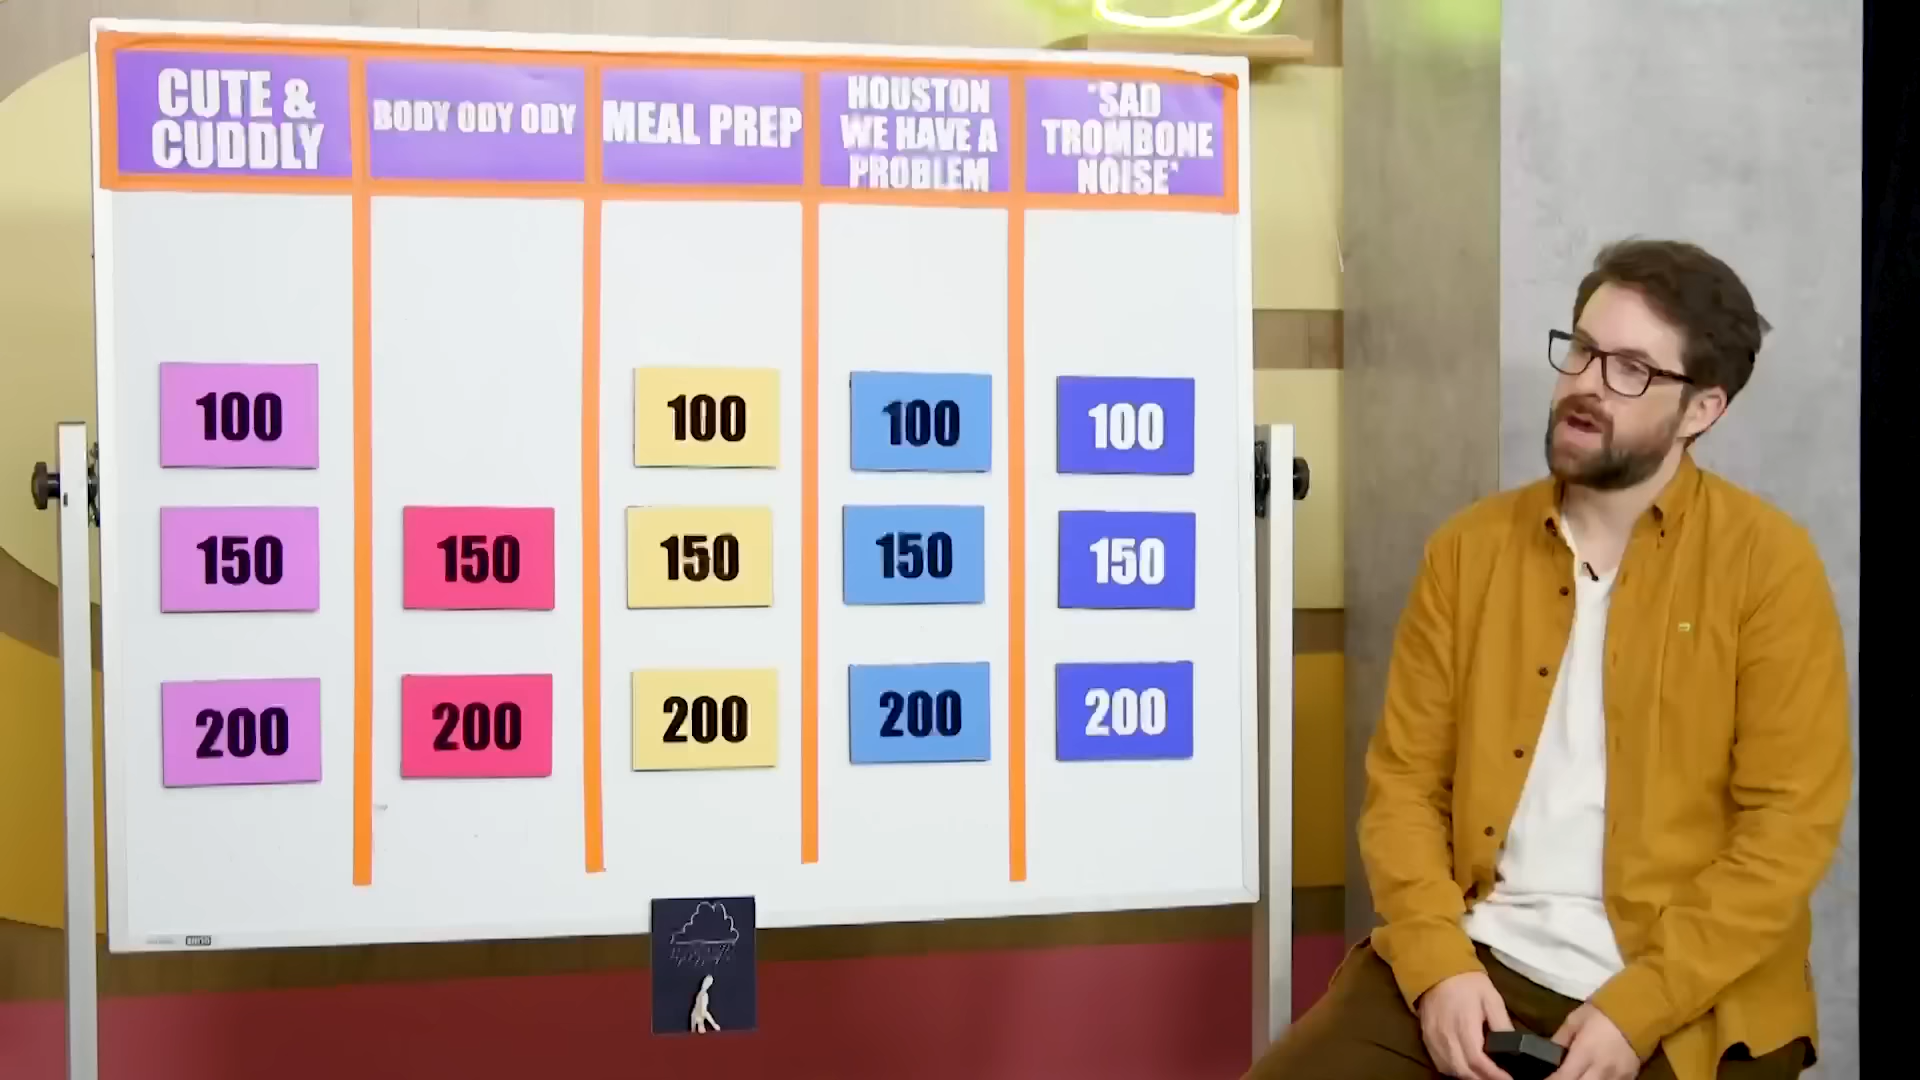 CUTE &
CUDDLY
BODY ODY ODY
MEAL PREP
HOUSTON
WE HAVE A
PROBLEM
*SAD
TROMBONE
NOISE*
100
100
100
100
150
150
150
150
150
200
200
200
200
200